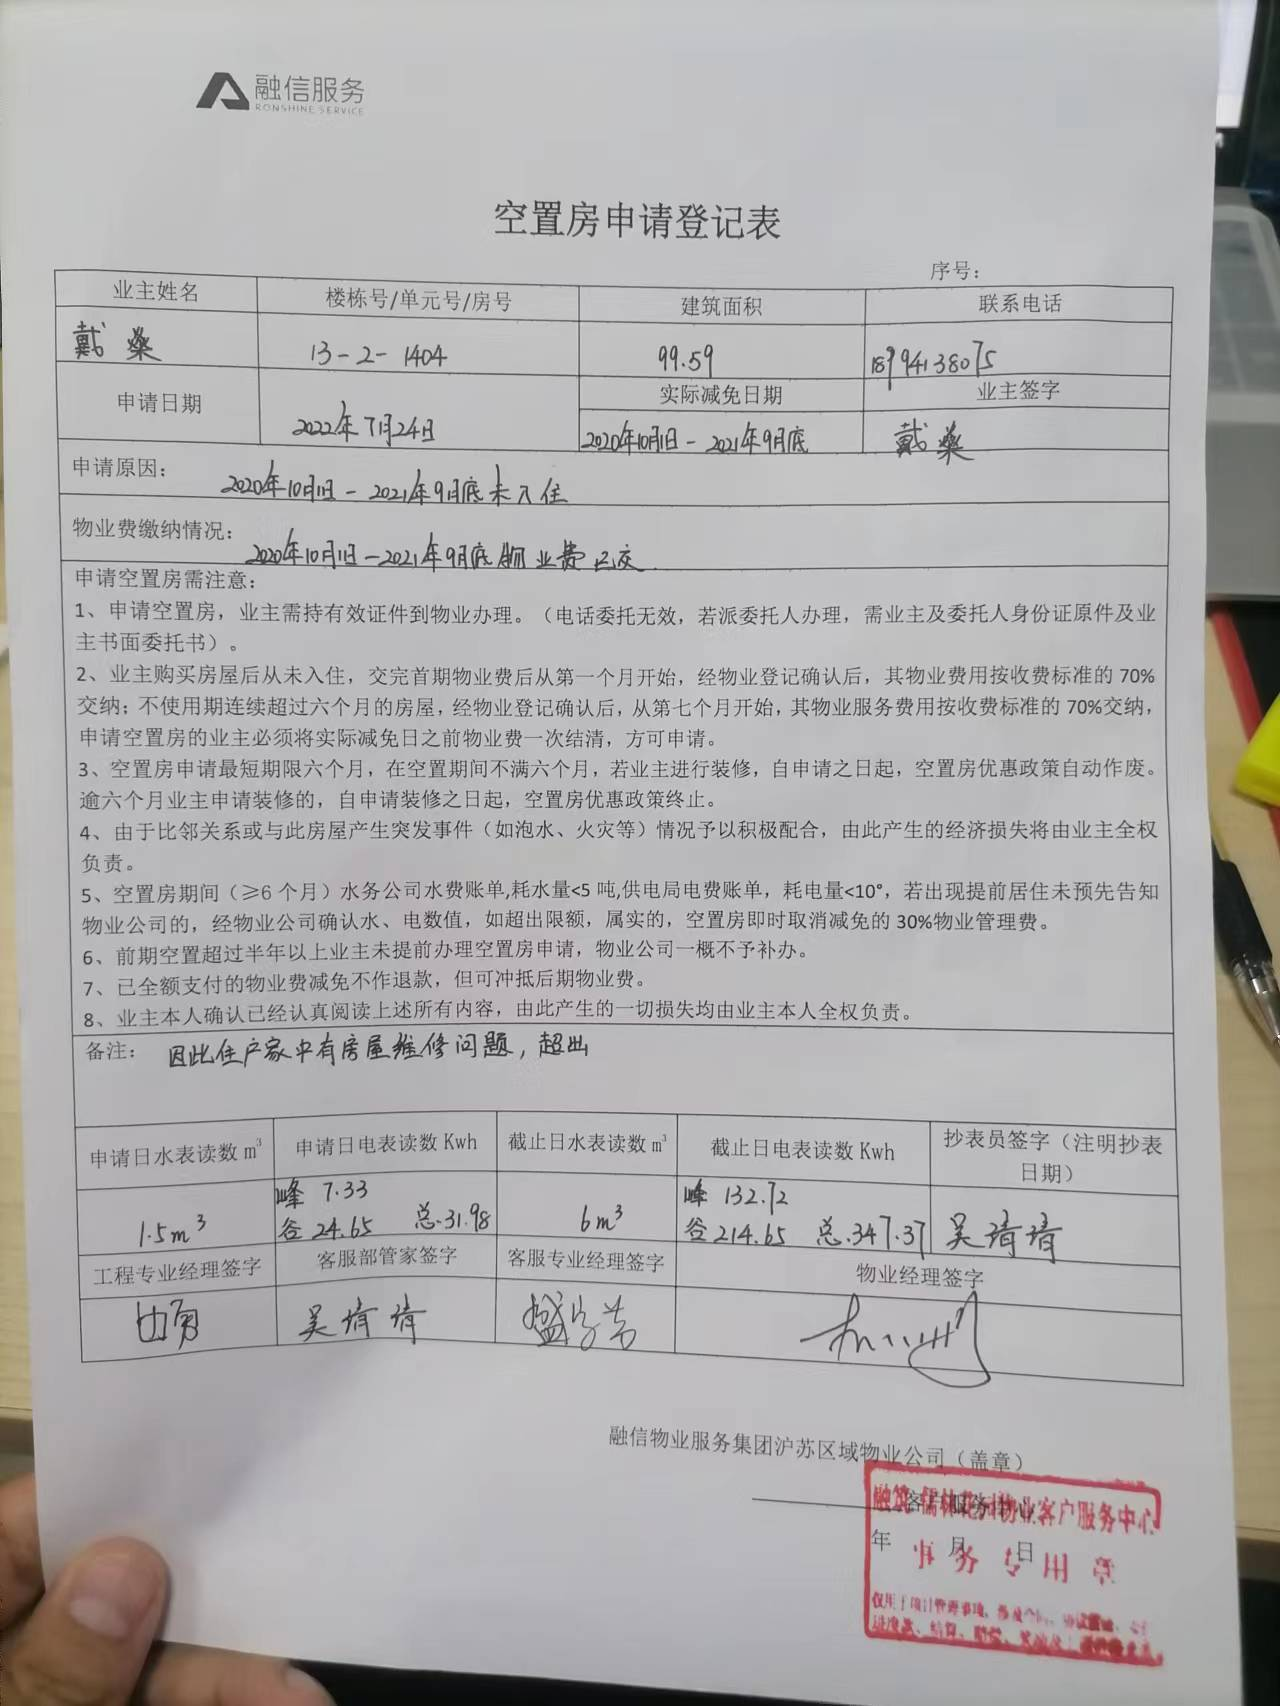 融信服务
RONSHINE SERVICE
空置房申请登记表
序号：
业主姓名 楼栋号/单元号/房号 建筑面积 联系电话
戴燊 13-2-1404 99.59 18994138075
申请日期 2022年7月24日 实际减免日期 业主签字
2020年10月1日-2021年9月底 戴燊
申请原因： 2020年10月1日-2021年9月底未入住
物业费缴纳情况： 2020年10月1日-2021年9月底物业费已交
申请空置房需注意：
1、申请空置房，业主需持有效证件到物业办理。（电话委托无效，若派委托人办理，需业主及委托人身份证原件及业
主书面委托书）。
2、业主购买房屋后从未入住，交完首期物业费后从第一个月开始，经物业登记确认后，其物业费用按收费标准的 70%
交纳；不使用期连续超过六个月的房屋，经物业登记确认后，从第七个月开始，其物业服务费用按收费标准的 70%交纳，
申请空置房的业主必须将实际减免日之前物业费一次结清，方可申请。
3、空置房申请最短期限六个月，在空置期间不满六个月，若业主进行装修，自申请之日起，空置房优惠政策自动作废。
逾六个月业主申请装修的，自申请装修之日起，空置房优惠政策终止。
4、由于比邻关系或与此房屋产生突发事件（如泡水、火灾等）情况予以积极配合，由此产生的经济损失将由业主全权
负责。
5、空置房期间（≥6 个月）水务公司水费账单,耗水量<5 吨,供电局电费账单，耗电量<10°，若出现提前居住未预先告知
物业公司的，经物业公司确认水、电数值，如超出限额，属实的，空置房即时取消减免的 30%物业管理费。
6、前期空置超过半年以上业主未提前办理空置房申请，物业公司一概不予补办。
7、已全额支付的物业费减免不作退款，但可冲抵后期物业费。
8、业主本人确认已经认真阅读上述所有内容，由此产生的一切损失均由业主本人全权负责。
备注： 因此住户家中有房屋维修问题，超出
申请日水表读数 m³ 申请日电表读数 Kwh 截止日水表读数 m³ 截止日电表读数 Kwh 抄表员签字（注明抄表
日期）
峰 7.33 峰 132.72
1.5m³ 谷 24.65 总.31.98 6m³ 谷 214.65 总.347.37 吴琦琦
工程专业经理签字 客服部管家签字 客服专业经理签字 物业经理签字
吴琦琦
融信物业服务集团沪苏区域物业公司（盖章）
物业客户服务中心
年 月 日
事务专用章